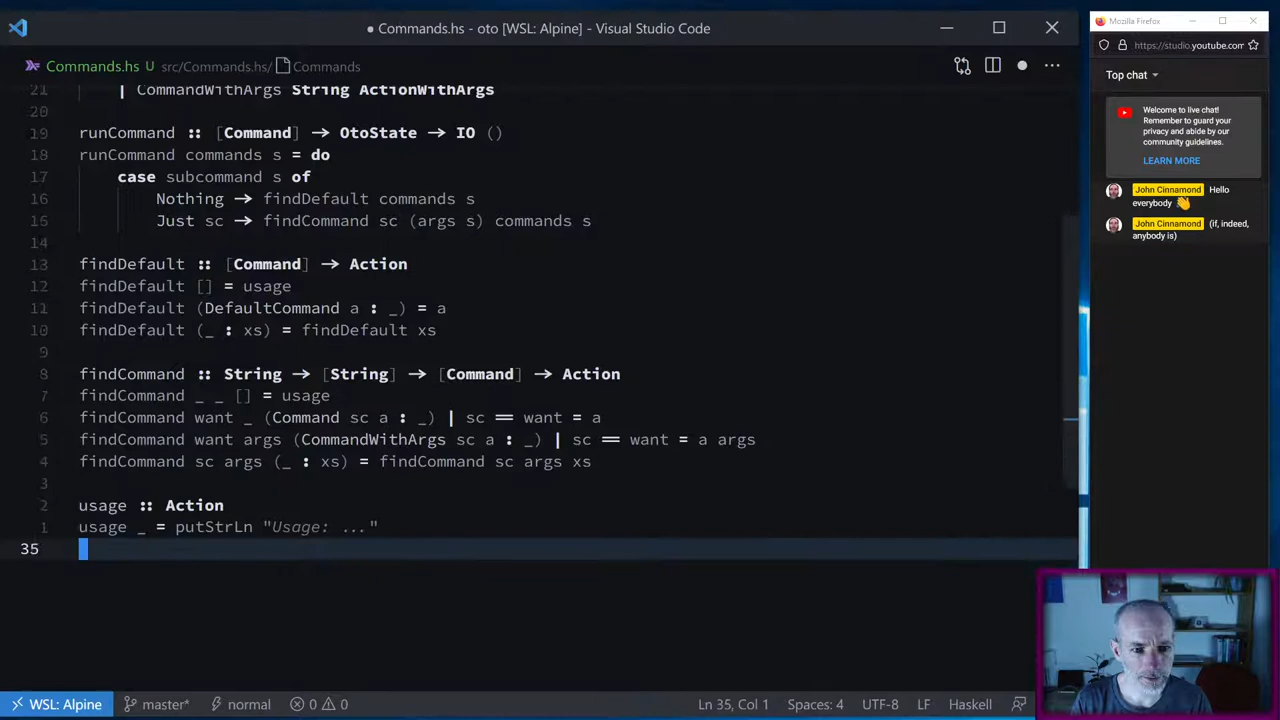 ● Commands.hs - oto [WSL: Alpine] - Visual Studio Code
Commands.hs U src/Commands.hs/ Commands
21 | CommandWithArgs String ActionWithArgs
20
19 runCommand :: [Command] → OtoState → IO ()
18 runCommand commands s = do
17 case subcommand s of
16 Nothing → findDefault commands s
15 Just sc → findCommand sc (args s) commands s
14
13 findDefault :: [Command] → Action
12 findDefault [] = usage
11 findDefault (DefaultCommand a : _) = a
10 findDefault (_ : xs) = findDefault xs
9
8 findCommand :: String → [String] → [Command] → Action
7 findCommand _ _ [] = usage
6 findCommand want _ (Command sc a : _) | sc == want = a
5 findCommand want args (CommandWithArgs sc a : _) | sc == want = a args
4 findCommand sc args (_ : xs) = findCommand sc args xs
3
2 usage :: Action
1 usage _ = putStrLn "Usage: ..."
35
WSL: Alpine master* normal 0 0 Ln 35, Col 1 Spaces: 4 UTF-8 LF Haskell
Mozilla Firefox
https://studio.youtube.com
Top chat
Welcome to live chat!
Remember to guard your
privacy and abide by our
community guidelines.
LEARN MORE
John Cinnamond Hello
everybody 👋
John Cinnamond (if, indeed,
anybody is)